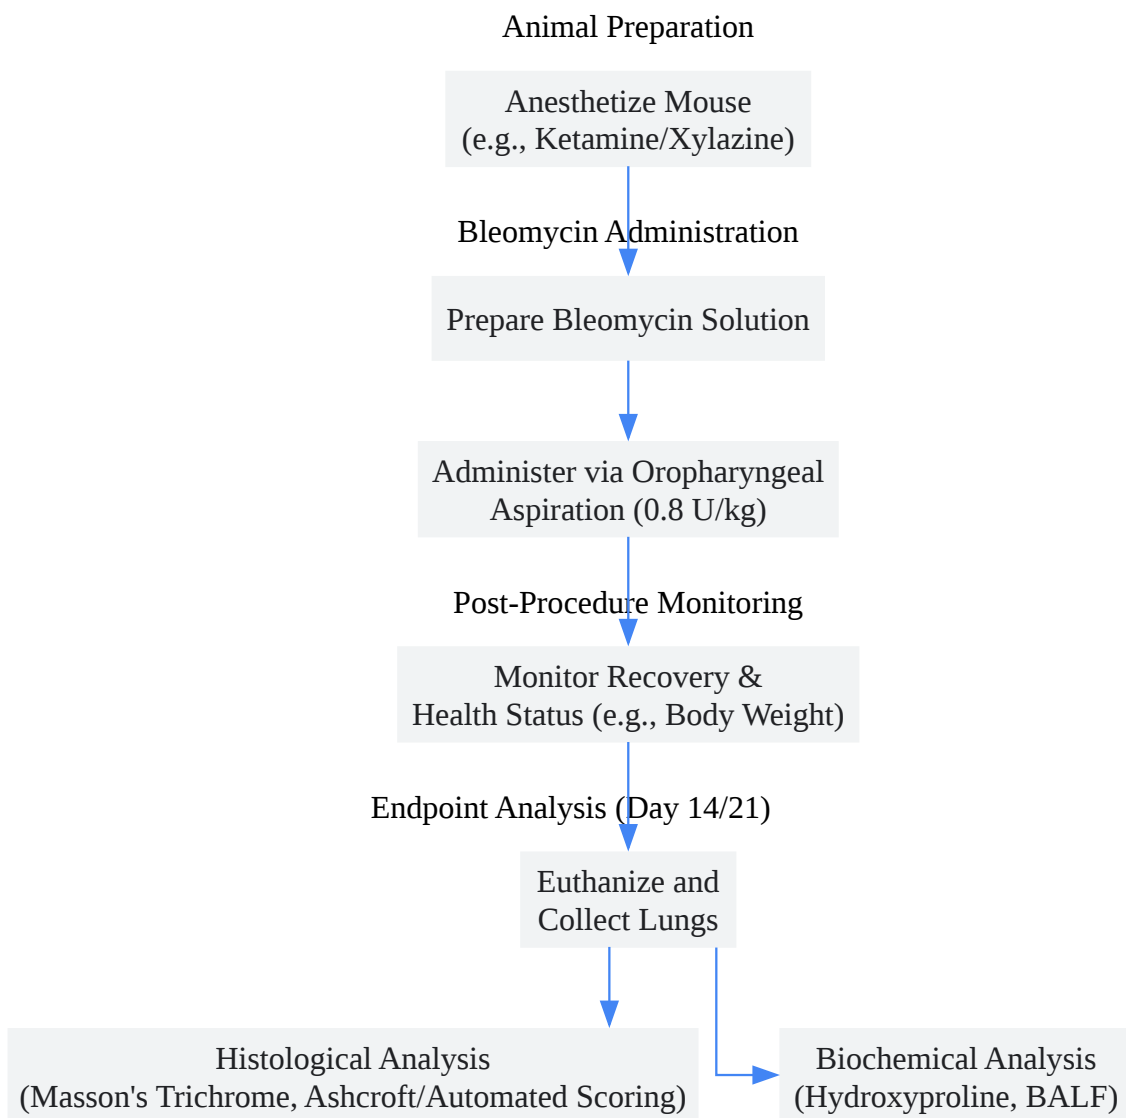 Animal Preparation
Anesthetize Mouse
(e.g., Ketamine/Xylazine)
Bleomycin Administration
Prepare Bleomycin Solution
Administer via Oropharyngeal
Aspiration (0.8 U/kg)
Post-Procedure Monitoring
Monitor Recovery &
Health Status (e.g., Body Weight)
Endpoint Analysis (Day 14/21)
Euthanize and
Collect Lungs
Histological Analysis
(Masson's Trichrome, Ashcroft/Automated Scoring)
Biochemical Analysis
(Hydroxyproline, BALF)